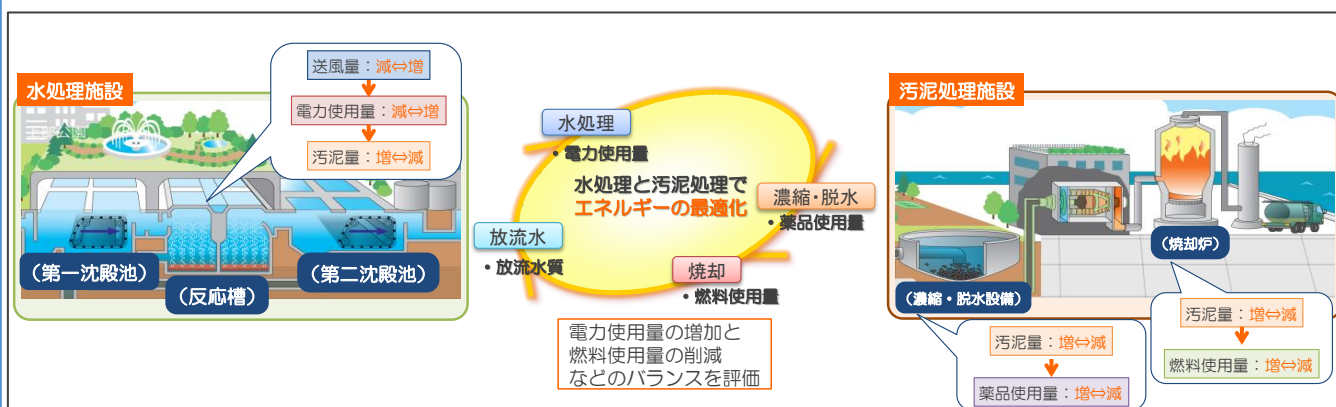 水処理施設
送風量：減⇔増
電力使用量：減⇔増
汚泥量：増⇔減
（第一沈殿池）
（反応槽）
（第二沈殿池）
水処理
・電力使用量
水処理と汚泥処理で
エネルギーの最適化
濃縮・脱水
・薬品使用量
放流水
・放流水質
焼却
・燃料使用量
電力使用量の増加と
燃料使用量の削減
などのバランスを評価
汚泥処理施設
（焼却炉）
（濃縮・脱水設備）
汚泥量：増⇔減
薬品使用量：増⇔減
汚泥量：増⇔減
燃料使用量：増⇔減